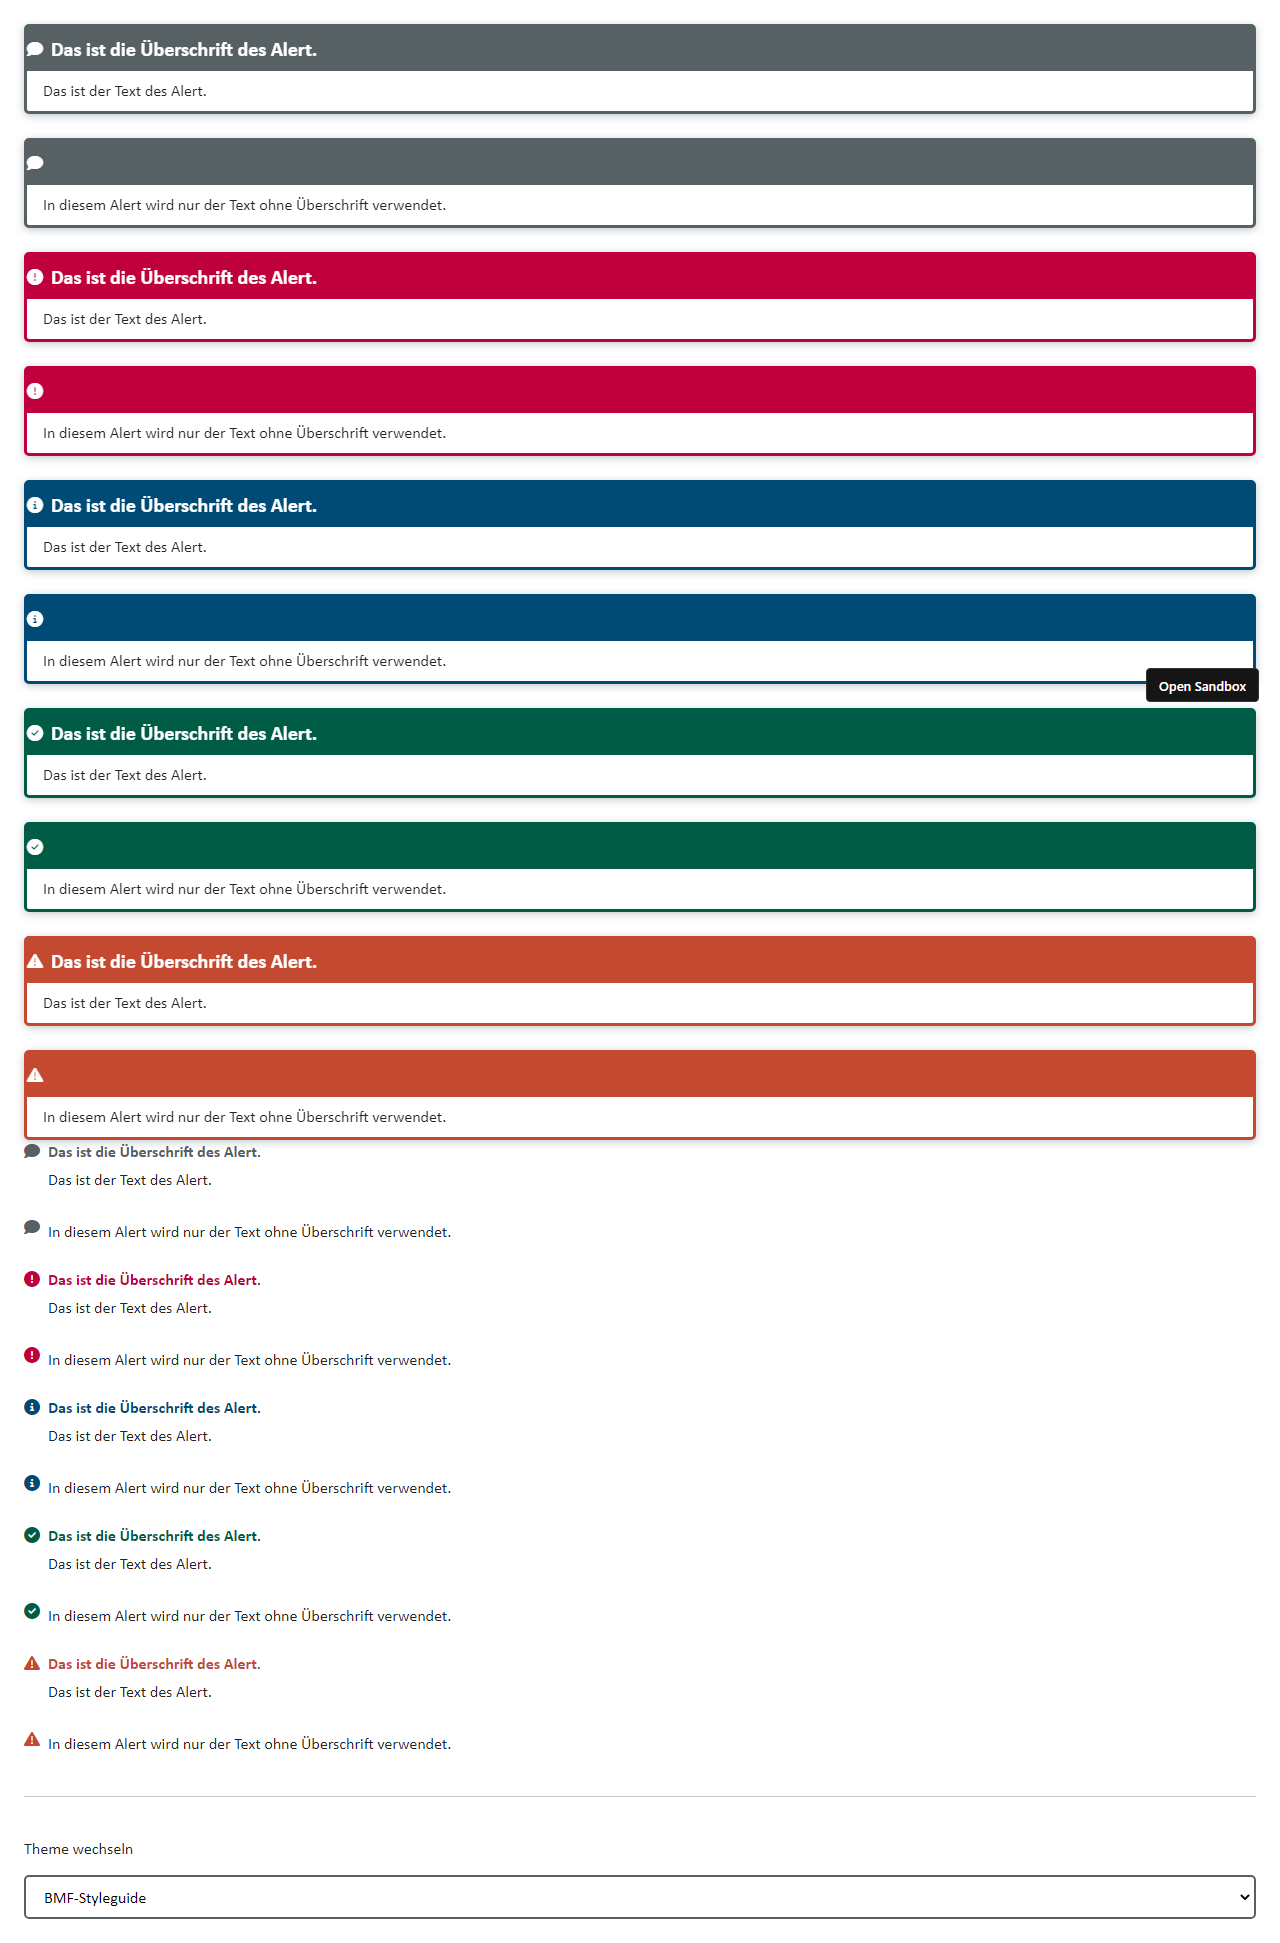 Das ist die Überschrift des Alert.
Das ist der Text des Alert.
In diesem Alert wird nur der Text ohne Überschrift verwendet.
Das ist die Überschrift des Alert.
Das ist der Text des Alert.
In diesem Alert wird nur der Text ohne Überschrift verwendet.
Das ist die Überschrift des Alert.
Das ist der Text des Alert.
In diesem Alert wird nur der Text ohne Überschrift verwendet.
Open Sandbox
Das ist die Überschrift des Alert.
Das ist der Text des Alert.
In diesem Alert wird nur der Text ohne Überschrift verwendet.
Das ist die Überschrift des Alert.
Das ist der Text des Alert.
In diesem Alert wird nur der Text ohne Überschrift verwendet.
Das ist die Überschrift des Alert.
Das ist der Text des Alert.
In diesem Alert wird nur der Text ohne Überschrift verwendet.
Das ist die Überschrift des Alert.
Das ist der Text des Alert.
In diesem Alert wird nur der Text ohne Überschrift verwendet.
Das ist die Überschrift des Alert.
Das ist der Text des Alert.
In diesem Alert wird nur der Text ohne Überschrift verwendet.
Das ist die Überschrift des Alert.
Das ist der Text des Alert.
In diesem Alert wird nur der Text ohne Überschrift verwendet.
Das ist die Überschrift des Alert.
Das ist der Text des Alert.
In diesem Alert wird nur der Text ohne Überschrift verwendet.
Theme wechseln
BMF-Styleguide